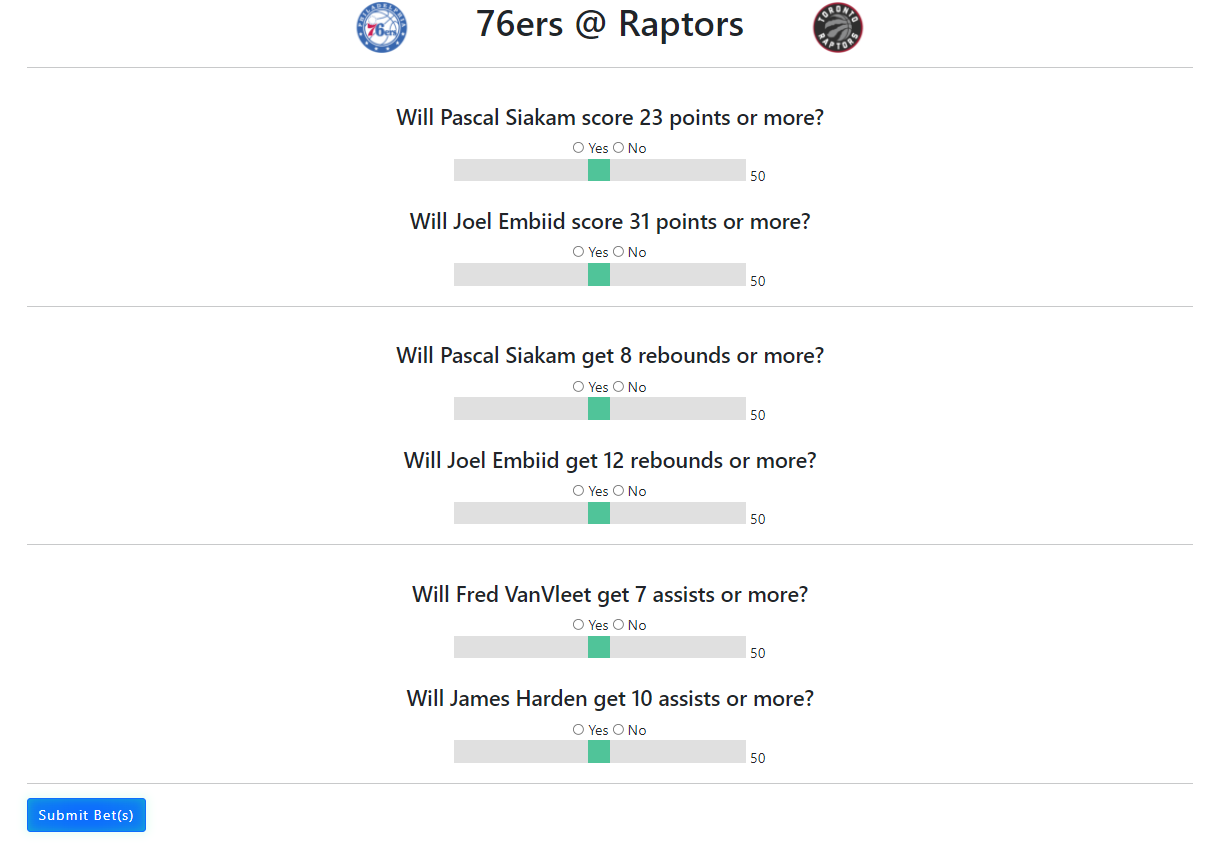 PHILADELPHIA
76ers
76ers @ Raptors
TORONTO
RAPTORS
Will Pascal Siakam score 23 points or more?
Yes No
50
Will Joel Embiid score 31 points or more?
Yes No
50
Will Pascal Siakam get 8 rebounds or more?
Yes No
50
Will Joel Embiid get 12 rebounds or more?
Yes No
50
Will Fred VanVleet get 7 assists or more?
Yes No
50
Will James Harden get 10 assists or more?
Yes No
50
Submit Bet(s)